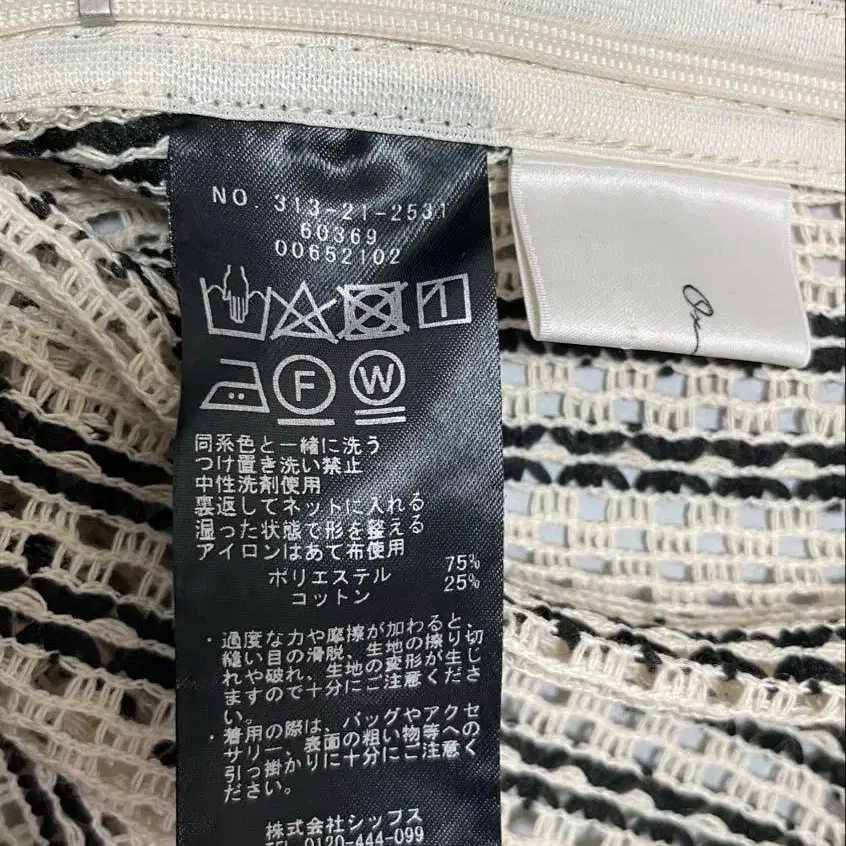 NO. 313-21-2531
60369
00652102
F
W
同系色と一緒に洗う
つけ置き洗い禁止
中性洗剤使用
裏返してネットに入れる
湿った状態で形を整える
アイロンはあて布使用
ポリエステル 75%
コットン 25%
・過度な力や摩擦が加わると、
縫い目の滑脱、生地の擦り切
れや破れ、生地の変形が生じ
ますので十分にご注意くださ
い。
・着用の際は、バッグやアクセ
サリー、表面の粗い物等への
引っ掛かりに十分にご注意く
ださい。
株式会社シップス
TEL 0120-444-099